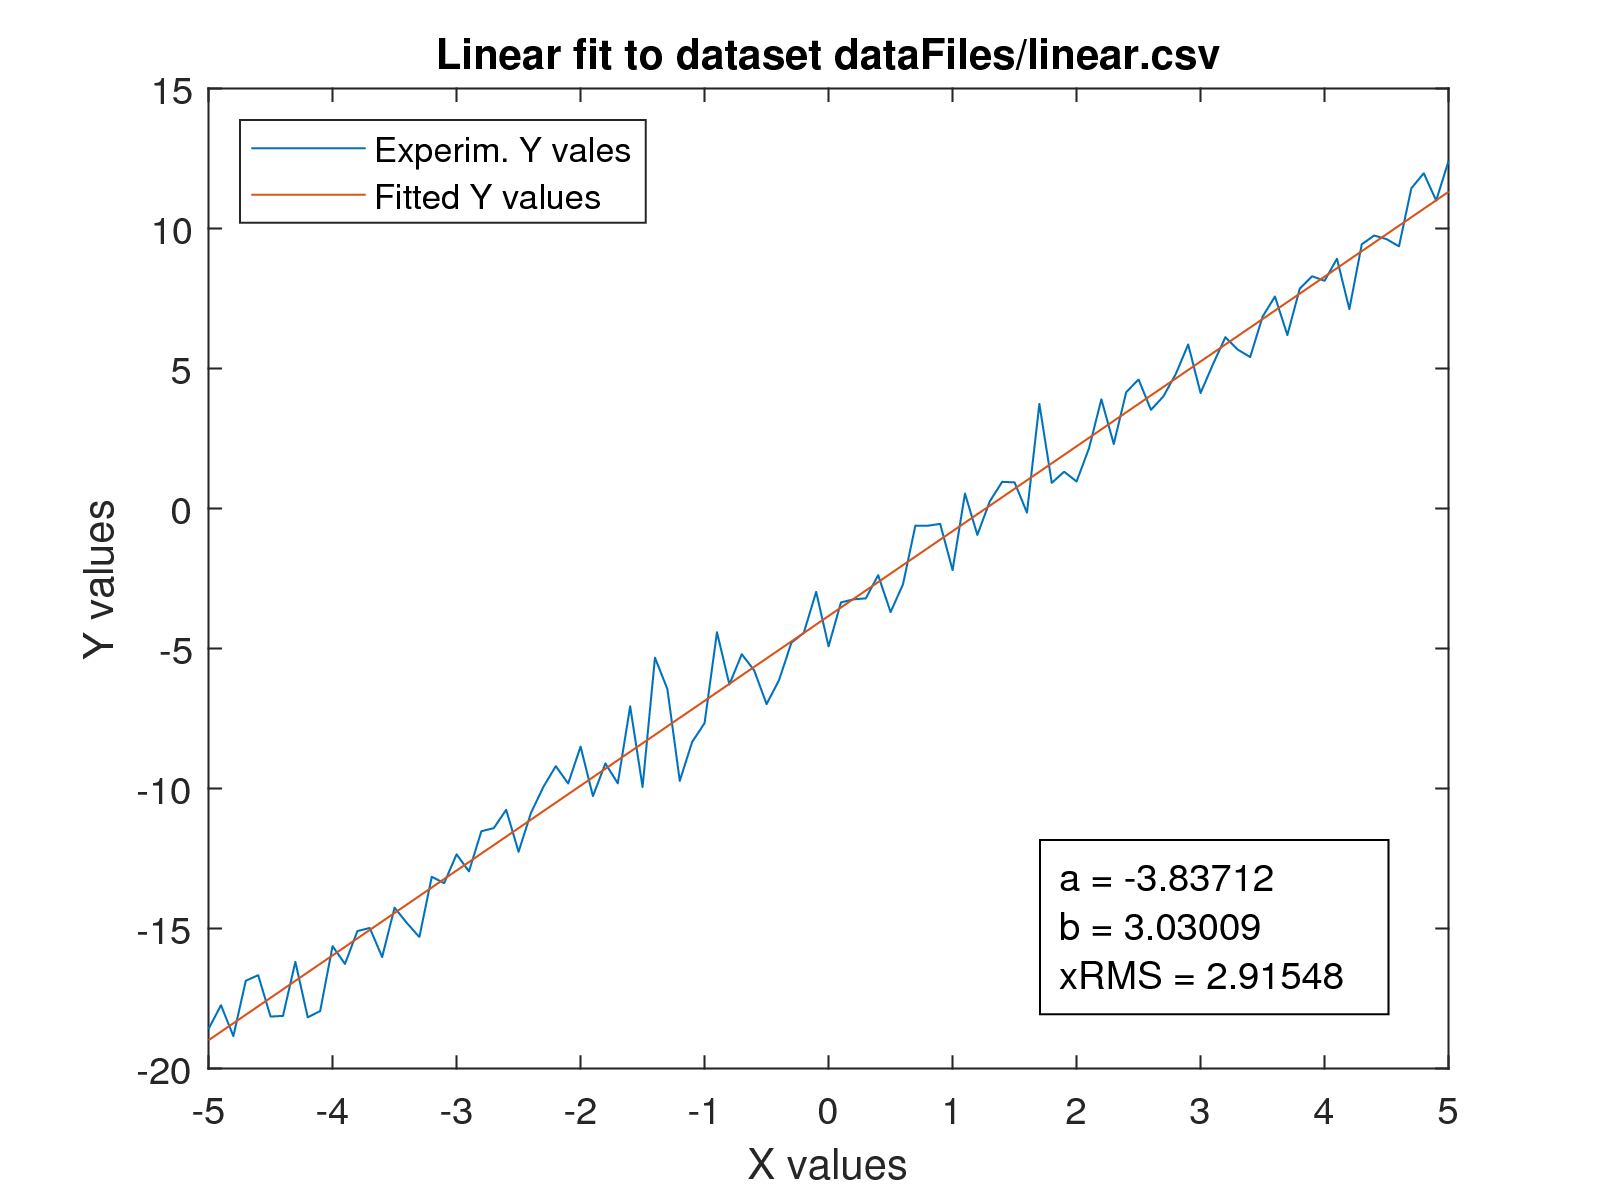 Linear fit to dataset dataFiles/linear.csv
15
10
5
0
-5
-10
-15
-20
Y values
Experim. Y vales
Fitted Y values
a = -3.83712
b = 3.03009
xRMS = 2.91548
-5 -4 -3 -2 -1 0 1 2 3 4 5
X values